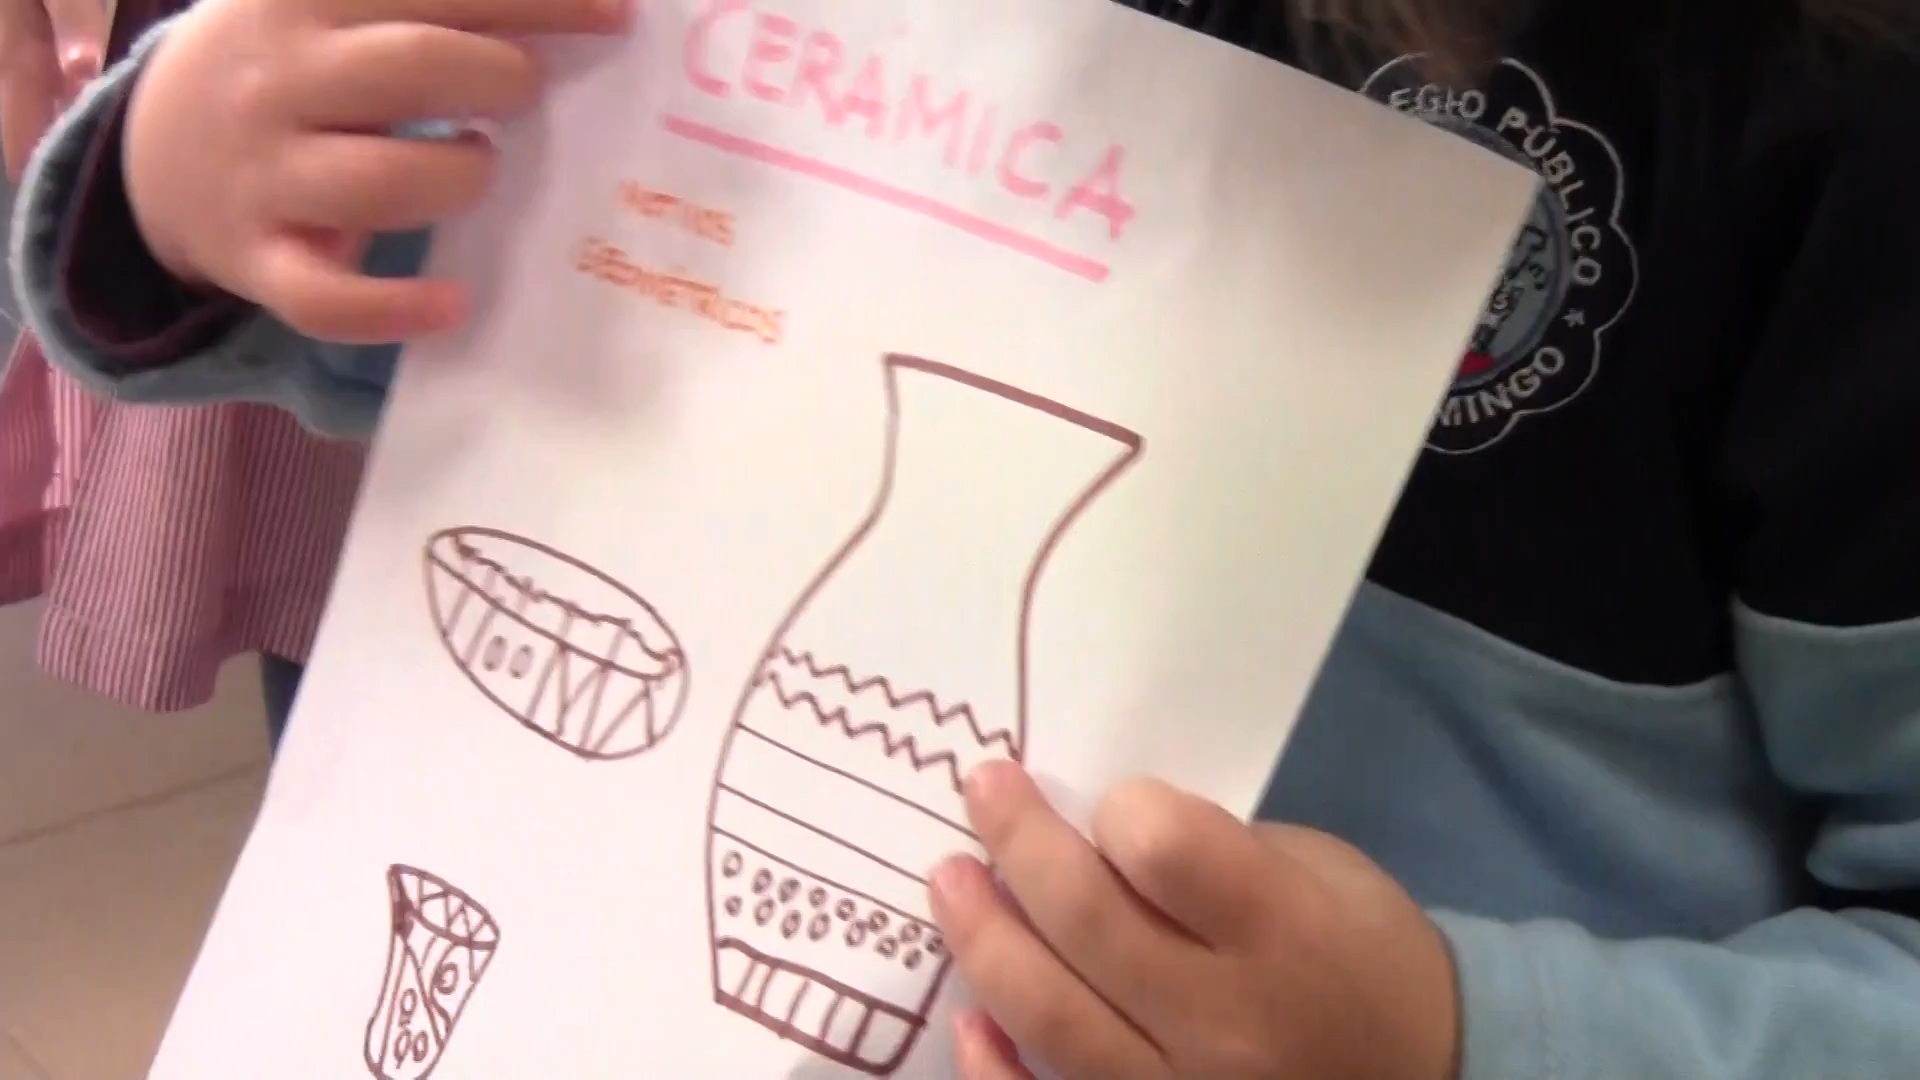 CERÁMICA
MOTIVOS
GEOMÉTRICOS
EGIO PÚBLICO *
MINGO